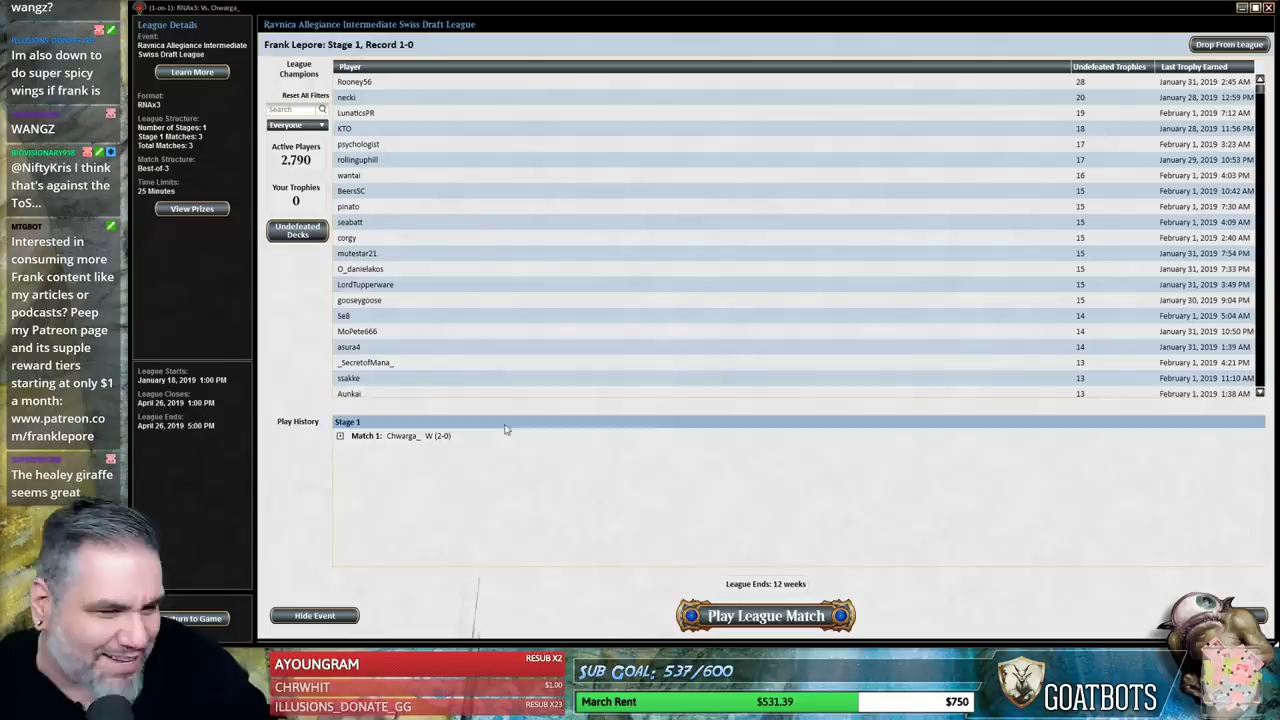 wangz?
ILLUSIONS_DONATE_GG
Im also down to
do super spicy
wings if frank is
WANGZ
BIOVISIONARY918
@NiftyKris I think
that's against the
ToS...
MTGBOT
Interested in
consuming more
Frank content like
my articles or
podcasts? Peep
my Patreon page
and its supple
reward tiers
starting at only $1
a month:
www.patreon.co
m/franklepore
The healey giraffe
seems great
(1-on-1): RNAx3: Vs. Chwarga_
League Details
Event:
Ravnica Allegiance Intermediate
Swiss Draft League
Learn More
Format:
RNAx3
League Structure:
Number of Stages: 1
Stage 1 Matches: 3
Total Matches: 3
Match Structure:
Best-of-3
Time Limits:
25 Minutes
View Prizes
League Starts:
January 18, 2019 1:00 PM
League Closes:
April 26, 2019 1:00 PM
League Ends:
April 26, 2019 5:00 PM
eturn to Game
Ravnica Allegiance Intermediate Swiss Draft League
Frank Lepore: Stage 1, Record 1-0
Drop From League
League
Champions
Reset All Filters
Search
Everyone
Active Players
2,790
Your Trophies
0
Undefeated
Decks
Player Undefeated Trophies Last Trophy Earned
Rooney56 28 January 31, 2019 2:45 AM
necki 20 January 28, 2019 12:59 PM
LunaticsPR 19 February 1, 2019 7:12 AM
KTO 18 January 28, 2019 11:56 PM
psychologist 17 February 1, 2019 3:23 AM
rollinguphill 17 January 29, 2019 10:53 PM
wantai 16 February 1, 2019 4:03 PM
BeersSC 15 February 1, 2019 10:42 AM
pinato 15 February 1, 2019 7:30 AM
seabatt 15 February 1, 2019 4:09 AM
corgy 15 February 1, 2019 2:40 AM
mutestar21 15 January 31, 2019 7:54 PM
O_danielakos 15 January 31, 2019 7:33 PM
LordTupperware 15 January 31, 2019 3:49 PM
gooseygoose 15 January 30, 2019 9:04 PM
Se8 14 February 1, 2019 5:04 AM
MoPete666 14 January 31, 2019 10:50 PM
asura4 14 January 31, 2019 1:39 AM
_SecretofMana_ 13 February 1, 2019 4:21 PM
ssakke 13 February 1, 2019 11:10 AM
Aunkai 13 February 1, 2019 1:38 AM
Play History
Stage 1
Match 1: Chwarga_ W (2-0)
League Ends: 12 weeks
Hide Event
Play League Match
AYOUNGRAM RESUB X2
CHRWHIT $1.00
ILLUSIONS_DONATE_GG RESUB X23
SUB GOAL: 537/600
March Rent $531.39 $750
GOATBOTS